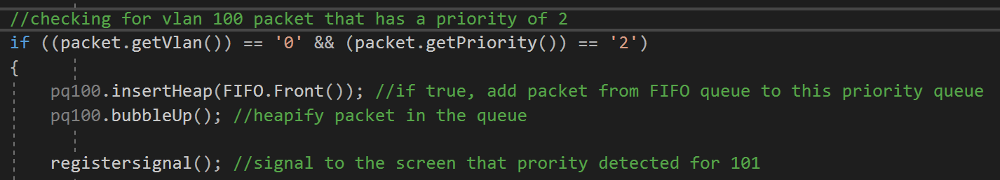 //checking for vlan 100 packet that has a priority of 2
if ((packet.getVlan()) == '0' && (packet.getPriority()) == '2')
{
pq100.insertHeap(FIFO.Front()); //if true, add packet from FIFO queue to this priority queue
pq100.bubbleUp(); //heapify packet in the queue
registersignal(); //signal to the screen that prority detected for 101